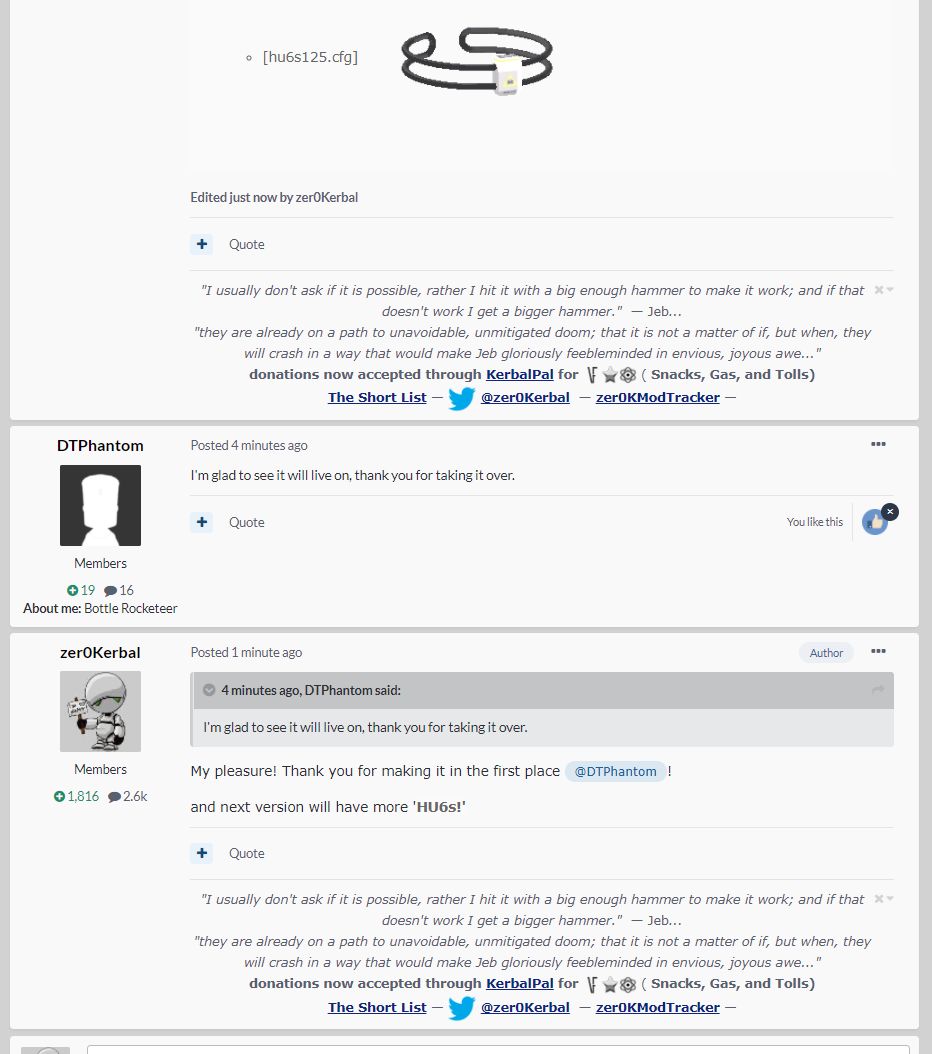 [hu6s125.cfg]
Edited just now by zer0Kerbal
+ Quote
"I usually don't ask if it is possible, rather I hit it with a big enough hammer to make it work; and if that
doesn't work I get a bigger hammer." — Jeb...
"they are already on a path to unavoidable, unmitigated doom; that it is not a matter of if, but when, they
will crash in a way that would make Jeb gloriously feebleminded in envious, joyous awe..."
donations now accepted through KerbalPal for ( Snacks, Gas, and Tolls)
The Short List — @zer0Kerbal — zer0KModTracker —
DTPhantom
Posted 4 minutes ago
I'm glad to see it will live on, thank you for taking it over.
+ Quote
You like this
Members
19 16
About me: Bottle Rocketeer
zer0Kerbal
Posted 1 minute ago
Author
4 minutes ago, DTPhantom said:
I'm glad to see it will live on, thank you for taking it over.
Members
1,816 2.6k
My pleasure! Thank you for making it in the first place @DTPhantom !
and next version will have more 'HU6s!'
+ Quote
"I usually don't ask if it is possible, rather I hit it with a big enough hammer to make it work; and if that
doesn't work I get a bigger hammer." — Jeb...
"they are already on a path to unavoidable, unmitigated doom; that it is not a matter of if, but when, they
will crash in a way that would make Jeb gloriously feebleminded in envious, joyous awe..."
donations now accepted through KerbalPal for ( Snacks, Gas, and Tolls)
The Short List — @zer0Kerbal — zer0KModTracker —